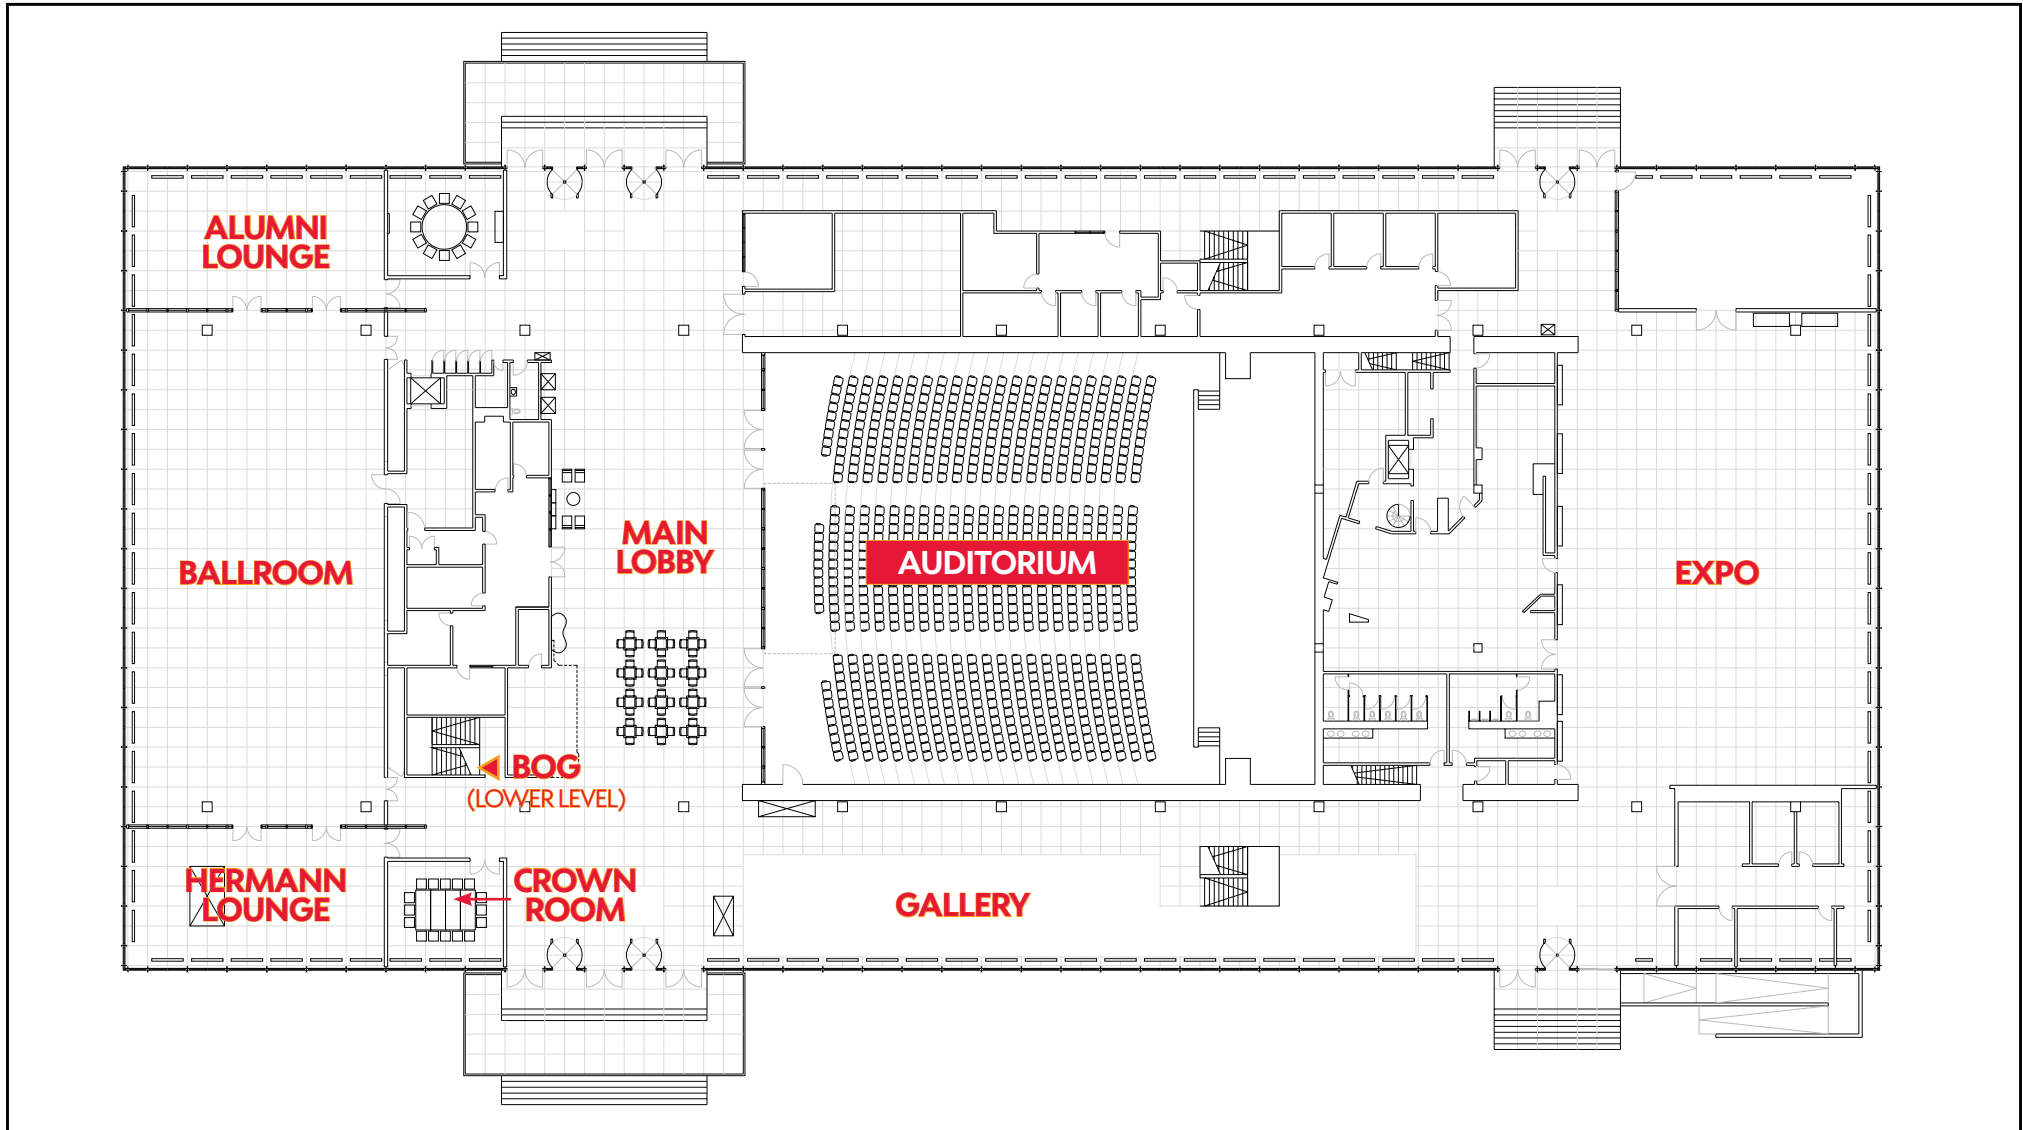 ALUMNI
LOUNGE
MAIN
LOBBY
AUDITORIUM
BALLROOM
EXPO
BOG
(LOWER LEVEL)
HERMANN
LOUNGE
CROWN
ROOM
GALLERY